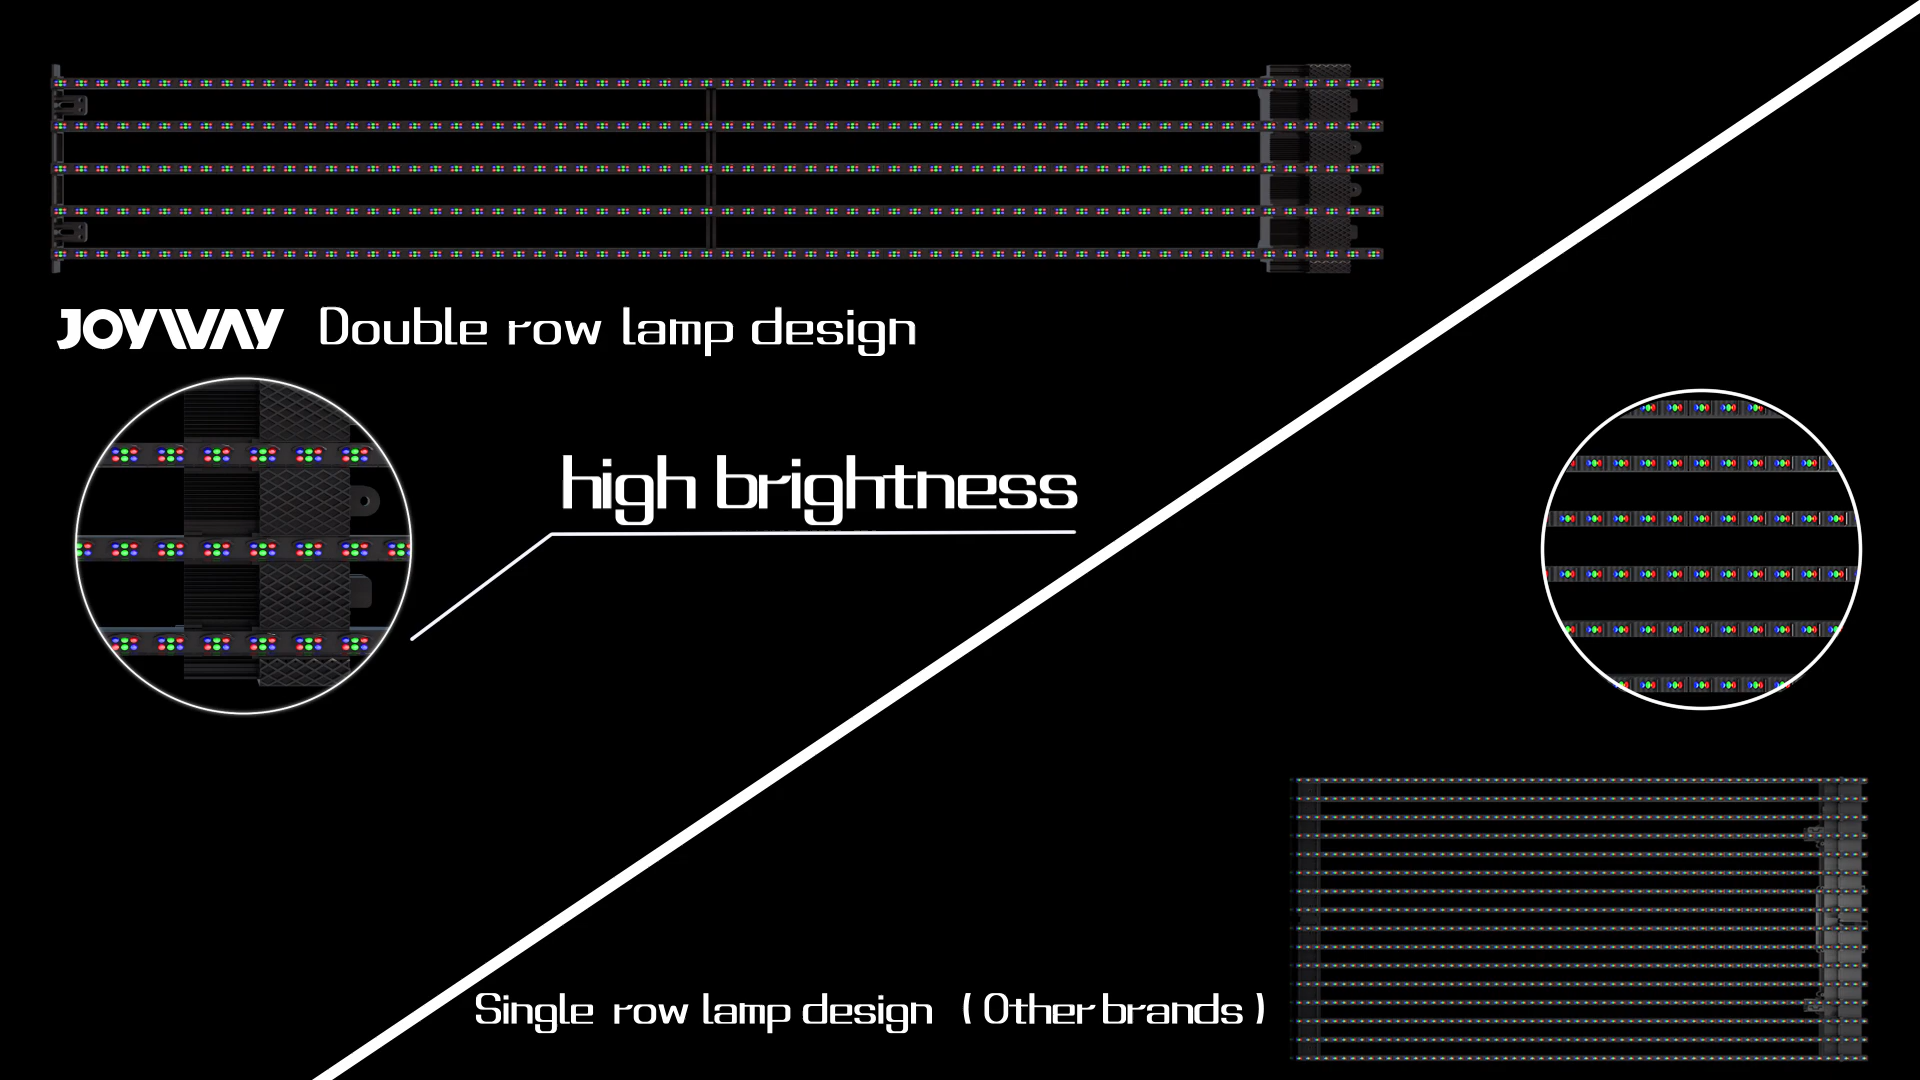 JOYWAY Double row lamp design
high brightness
Single row lamp design ( Other brands )